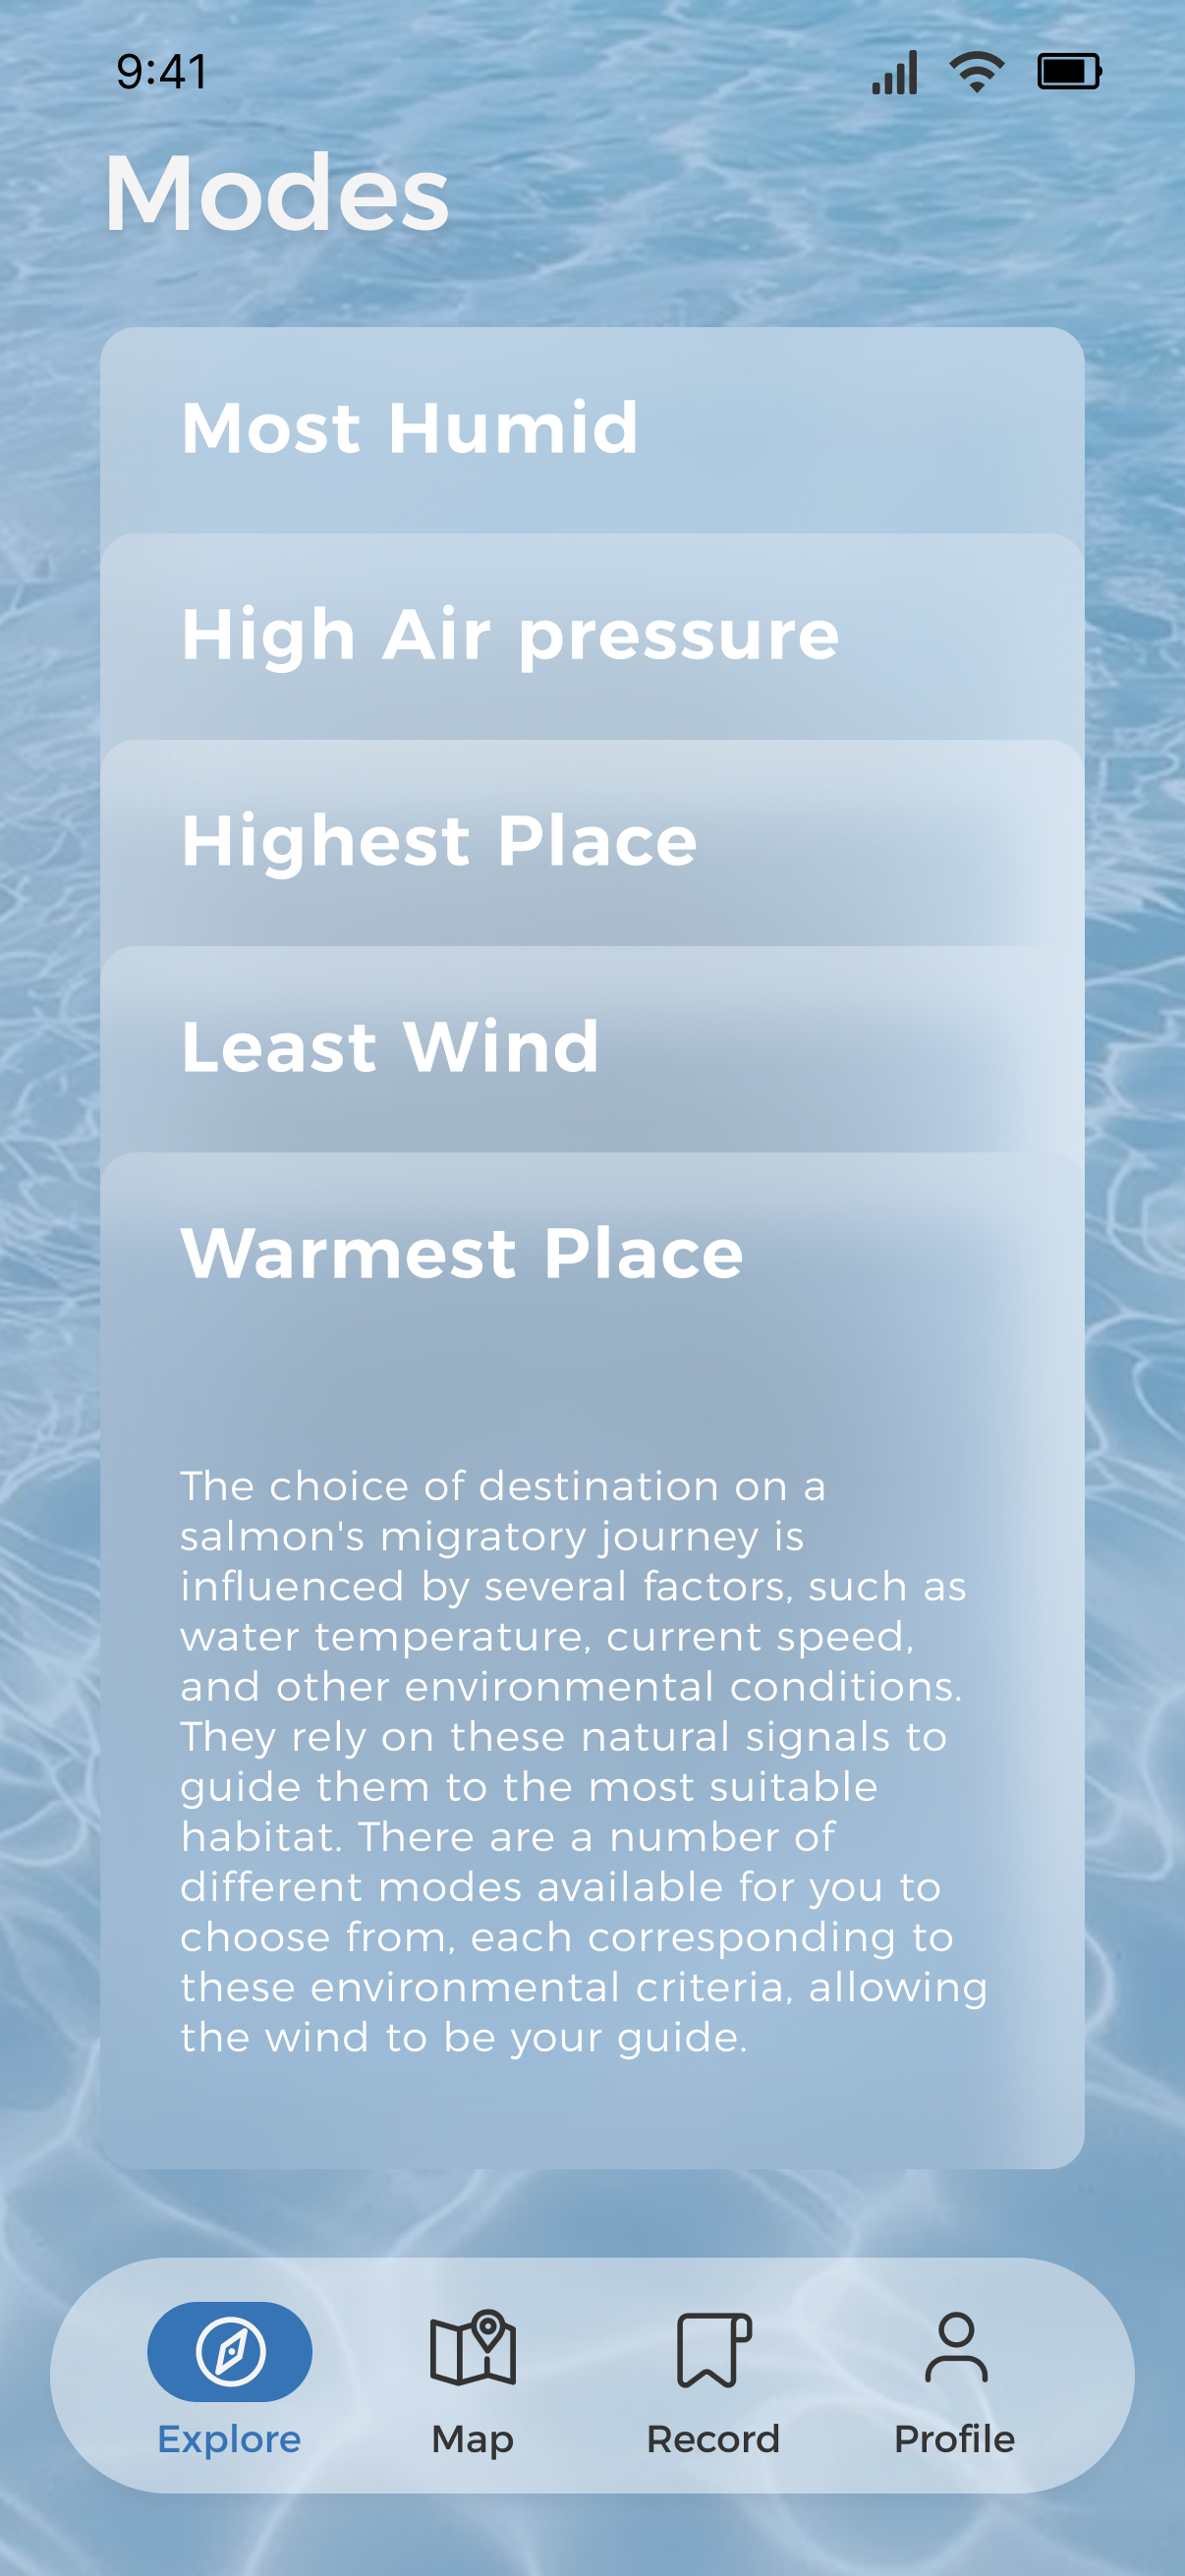 9:41
Modes
Most Humid
High Air pressure
Highest Place
Least Wind
Warmest Place
The choice of destination on a
salmon's migratory journey is
influenced by several factors, such as
water temperature, current speed,
and other environmental conditions.
They rely on these natural signals to
guide them to the most suitable
habitat. There are a number of
different modes available for you to
choose from, each corresponding to
these environmental criteria, allowing
the wind to be your guide.
Explore Map Record Profile